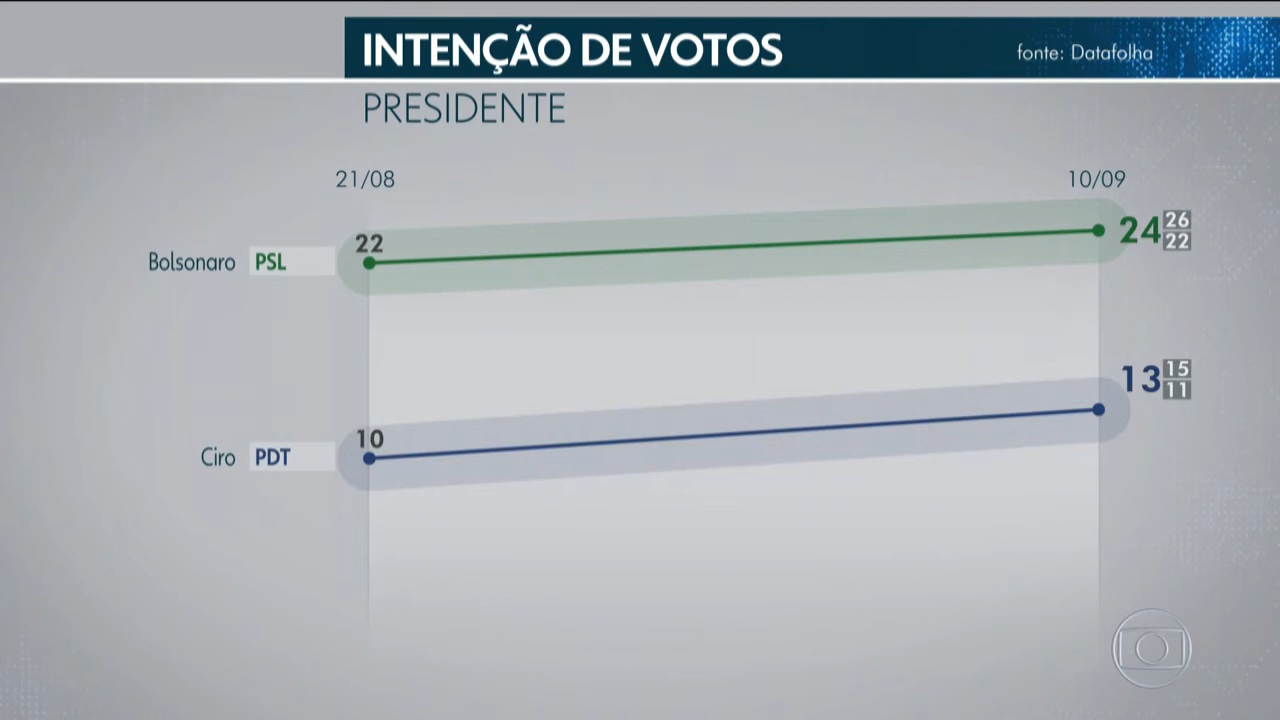 INTENÇÃO DE VOTOS
fonte: Datafolha
PRESIDENTE
21/08
10/09
Bolsonaro PSL
22
24
26
22
Ciro PDT
10
13
15
11